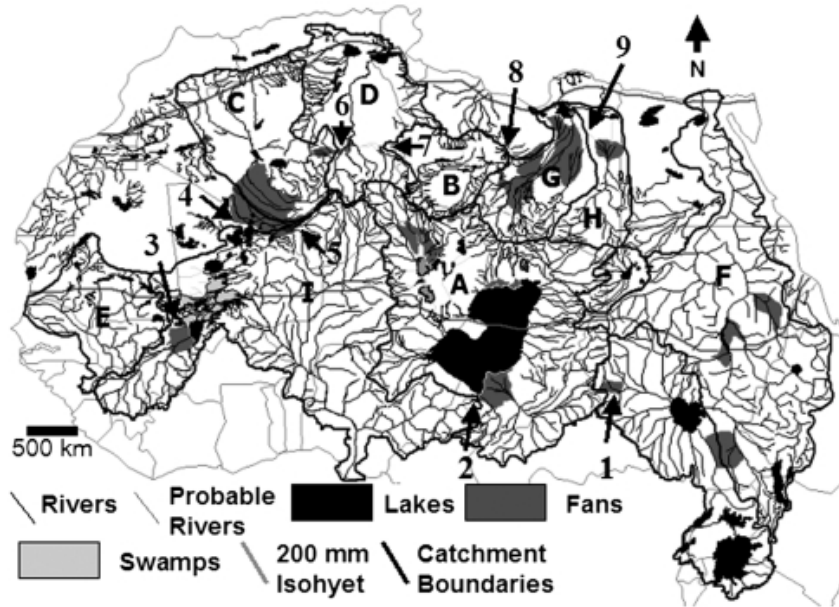 8
9
N
C
D
6
7
B
G
4
H
3
5
A
F
E
I
500 km
2
1
Rivers
Probable
Rivers
Lakes
Fans
Swamps
200 mm
Isohyet
Catchment
Boundaries